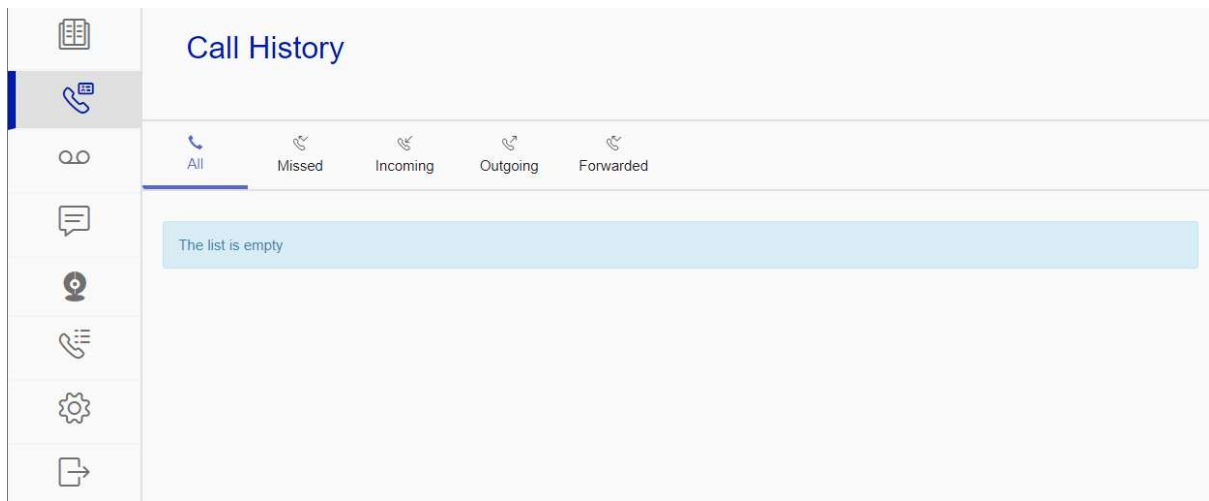 Call History
All Missed Incoming Outgoing Forwarded
The list is empty